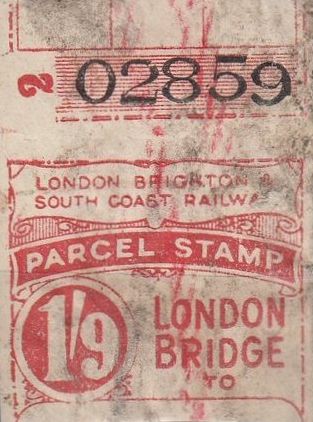 2 02859
LONDON BRIGHTON &
SOUTH COAST RAILWA
PARCEL STAMP
1/9
LONDON
BRIDGE
TO